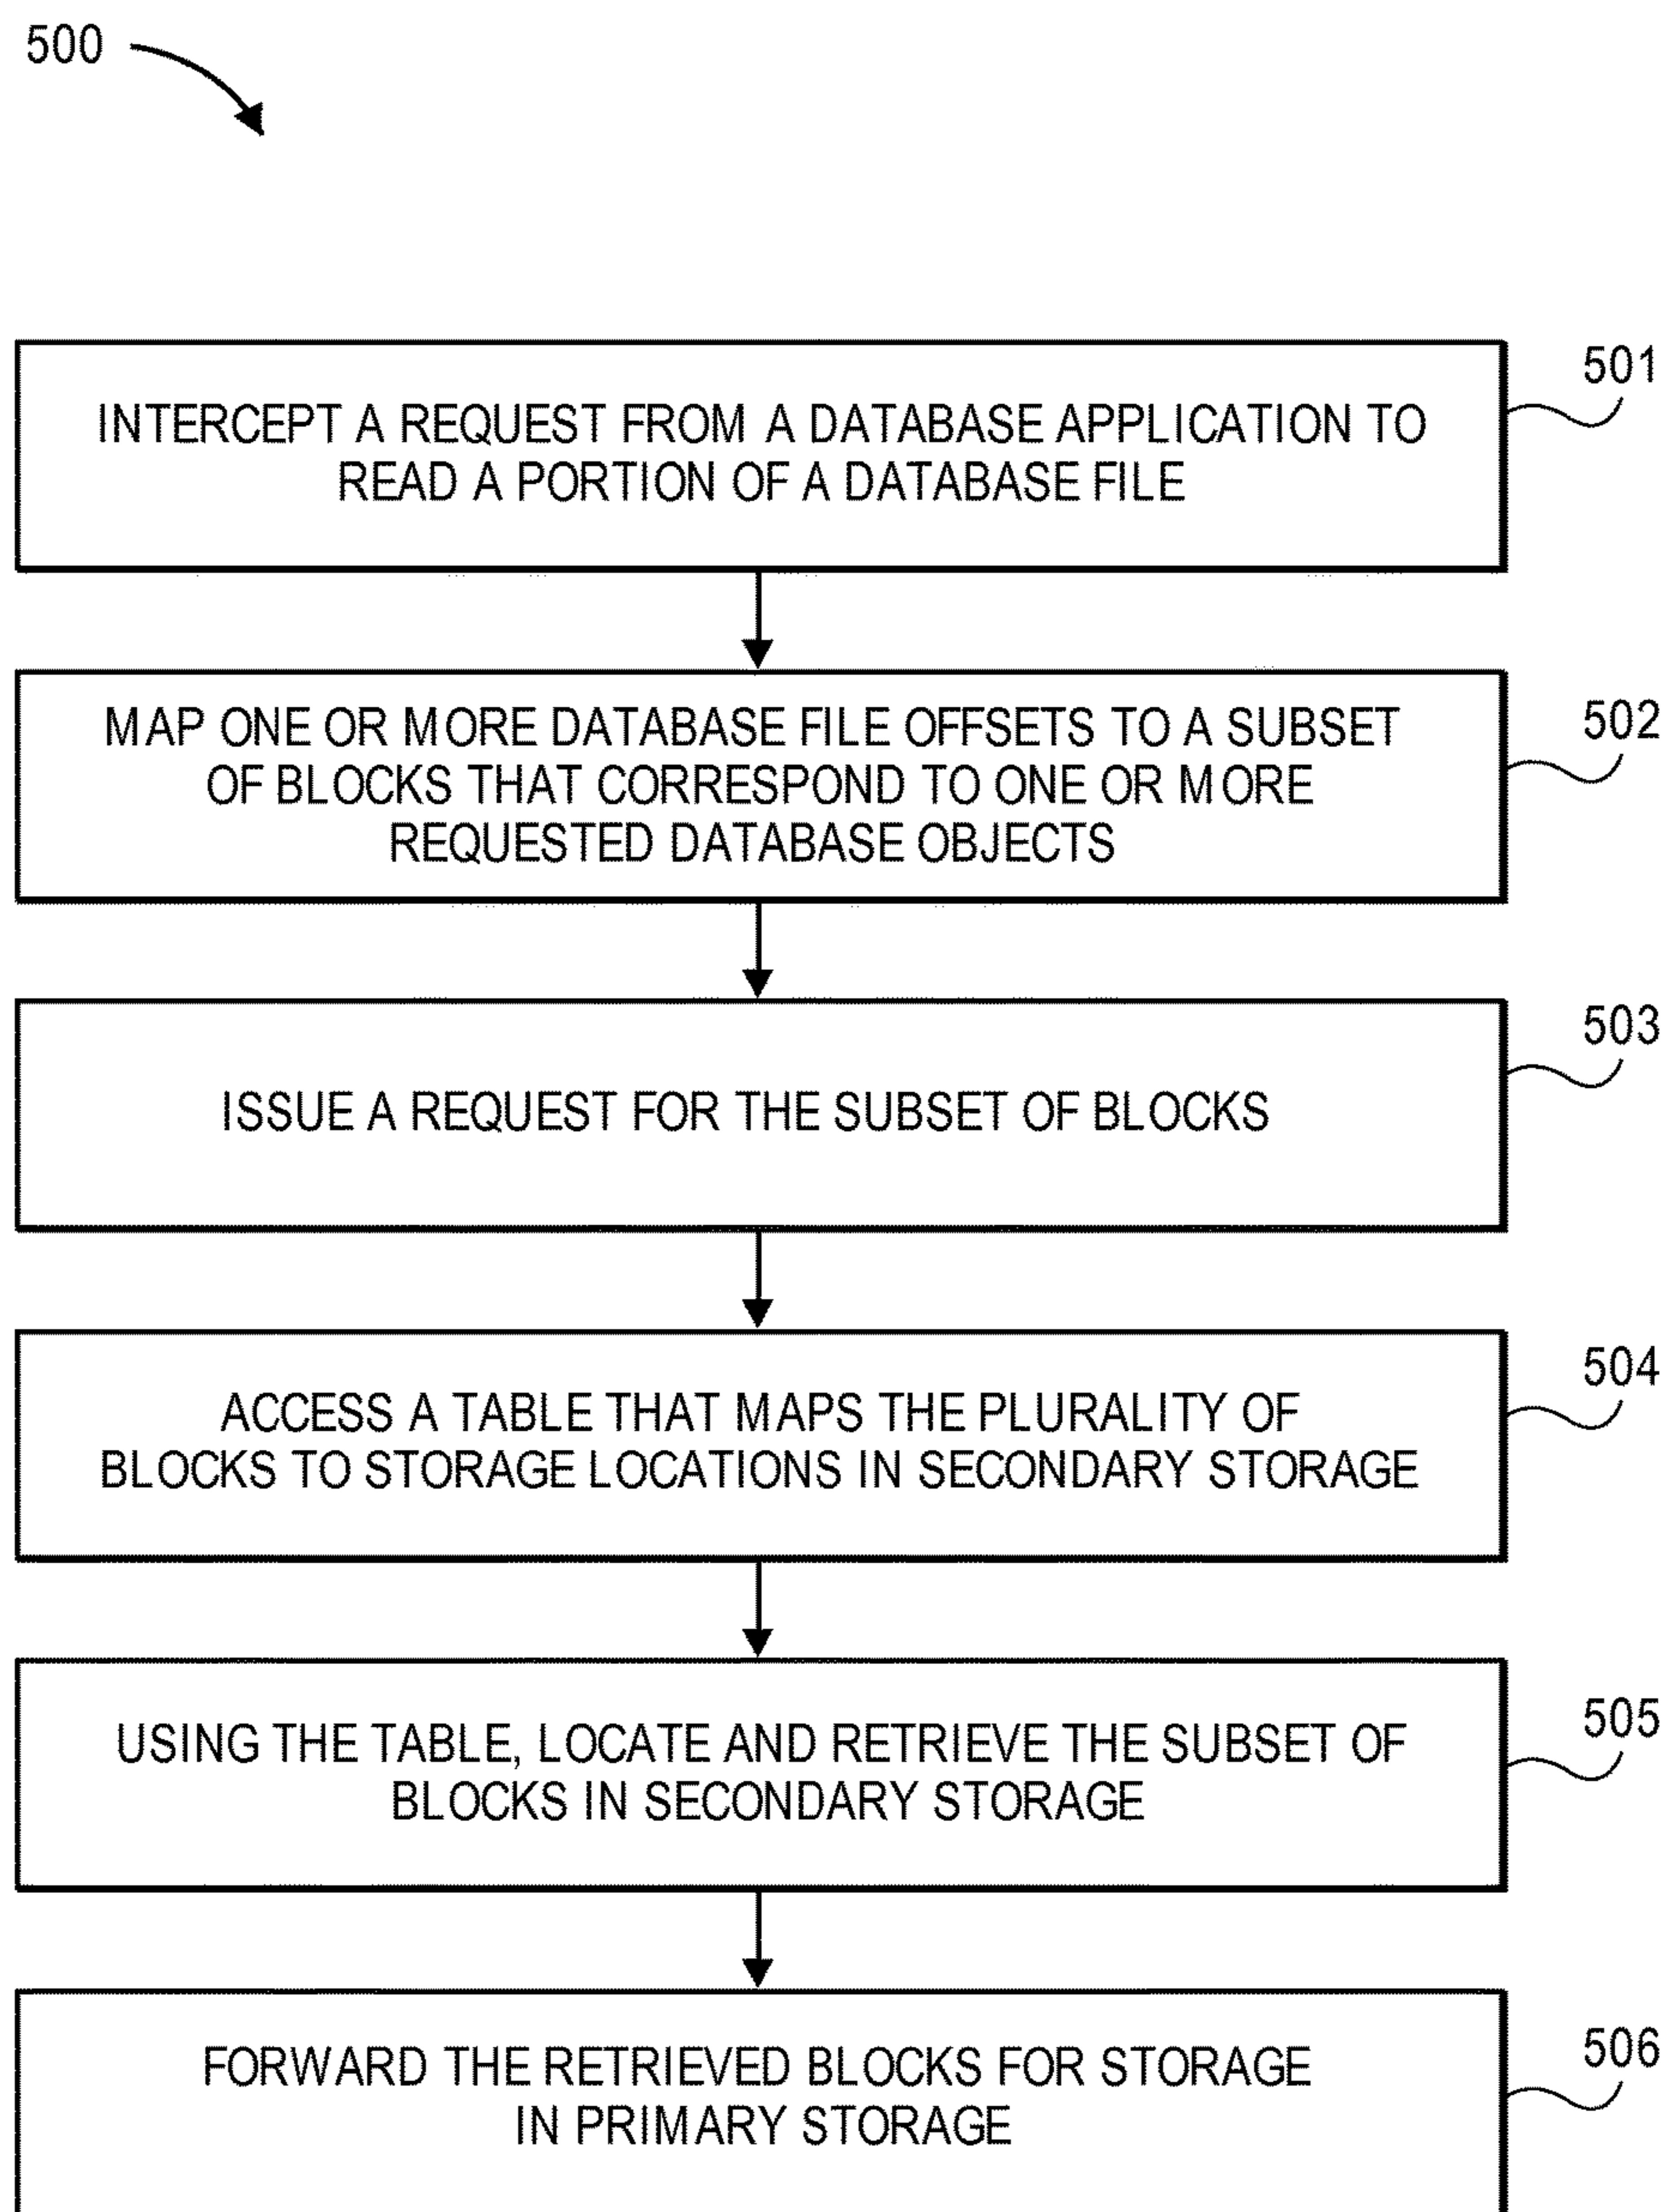 500
501
INTERCEPT A REQUEST FROM A DATABASE APPLICATION TO
READ A PORTION OF A DATABASE FILE
502
MAP ONE OR MORE DATABASE FILE OFFSETS TO A SUBSET
OF BLOCKS THAT CORRESPOND TO ONE OR MORE
REQUESTED DATABASE OBJECTS
503
ISSUE A REQUEST FOR THE SUBSET OF BLOCKS
504
ACCESS A TABLE THAT MAPS THE PLURALITY OF
BLOCKS TO STORAGE LOCATIONS IN SECONDARY STORAGE
505
USING THE TABLE, LOCATE AND RETRIEVE THE SUBSET OF
BLOCKS IN SECONDARY STORAGE
506
FORWARD THE RETRIEVED BLOCKS FOR STORAGE
IN PRIMARY STORAGE